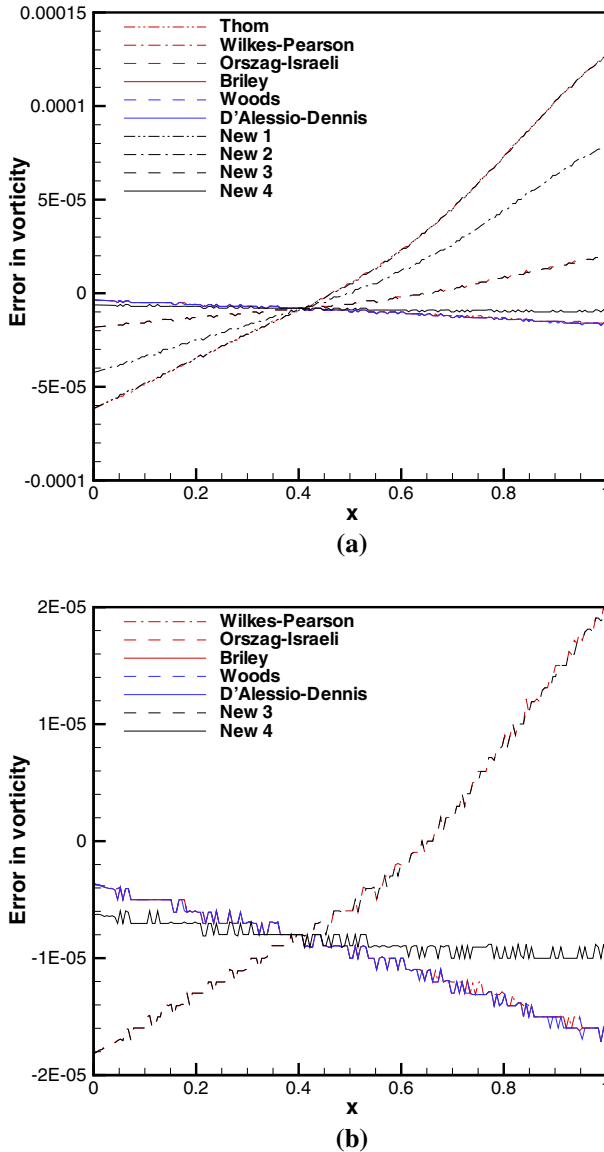 0.00015
0.0001
5E-05
0
-5E-05
-0.0001
Error in vorticity
Thom
Wilkes-Pearson
Orszag-Israeli
Briley
Woods
D'Alessio-Dennis
New 1
New 2
New 3
New 4
0 0.2 0.4 0.6 0.8 1
x
(a)
2E-05
1E-05
0
-1E-05
-2E-05
Error in vorticity
Wilkes-Pearson
Orszag-Israeli
Briley
Woods
D'Alessio-Dennis
New 3
New 4
0 0.2 0.4 0.6 0.8 1
x
(b)